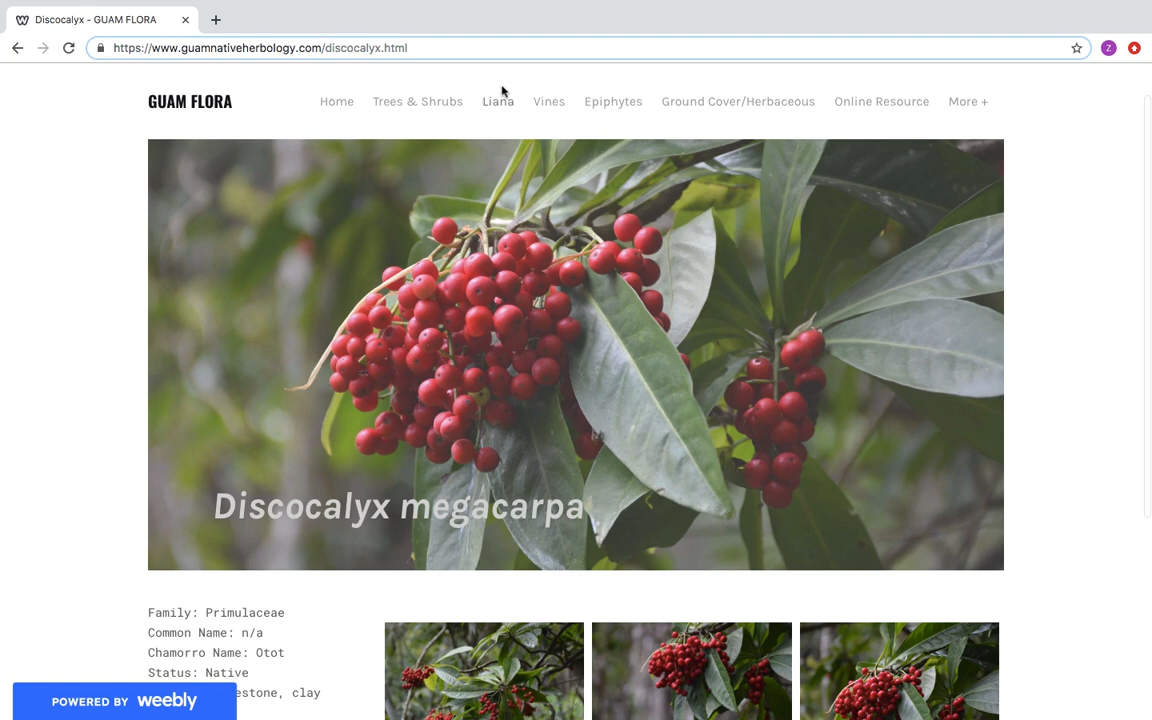 Discocalyx - GUAM FLORA
https://www.guamnativeherbology.com/discocalyx.html
Z
GUAM FLORA
Home Trees & Shrubs Liana Vines Epiphytes Ground Cover/Herbaceous Online Resource More +
Discocalyx megacarpa
Family: Primulaceae
Common Name: n/a
Chamorro Name: Otot
Status: Native
estone, clay
POWERED BY weebly